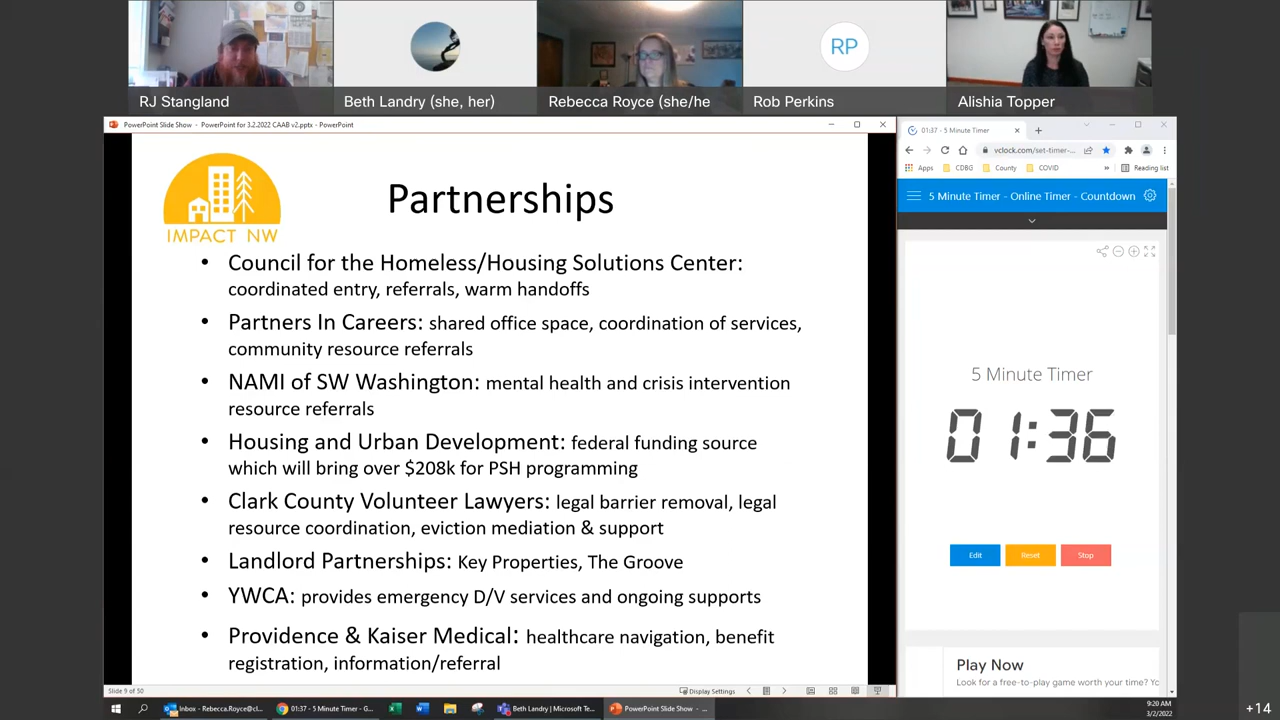 RJ Stangland
Beth Landry (she, her)
Rebecca Royce (she/he
RP
Rob Perkins
Alishia Topper
PowerPoint Slide Show - PowerPoint for 3.2.2022 CAAB v2.pptx - PowerPoint
IMPACT NW
Partnerships
• Council for the Homeless/Housing Solutions Center:
coordinated entry, referrals, warm handoffs
• Partners In Careers: shared office space, coordination of services,
community resource referrals
• NAMI of SW Washington: mental health and crisis intervention
resource referrals
• Housing and Urban Development: federal funding source
which will bring over $208k for PSH programming
• Clark County Volunteer Lawyers: legal barrier removal, legal
resource coordination, eviction mediation & support
• Landlord Partnerships: Key Properties, The Groove
• YWCA: provides emergency D/V services and ongoing supports
• Providence & Kaiser Medical: healthcare navigation, benefit
registration, information/referral
Slide 9 of 50
Display Settings
01:37 - 5 Minute Timer
vclock.com/set-timer-...
Apps CDBG County COVID » Reading list
5 Minute Timer - Online Timer - Countdown
5 Minute Timer
01:36
Edit Reset Stop
Play Now
Look for a free-to-play game worth your time? Yo
Inbox - Rebecca.Royce@cl...
01:37 - 5 Minute Timer - G...
Beth Landry | Microsoft Te...
PowerPoint Slide Show - ...
9:20 AM
3/2/2022
+14